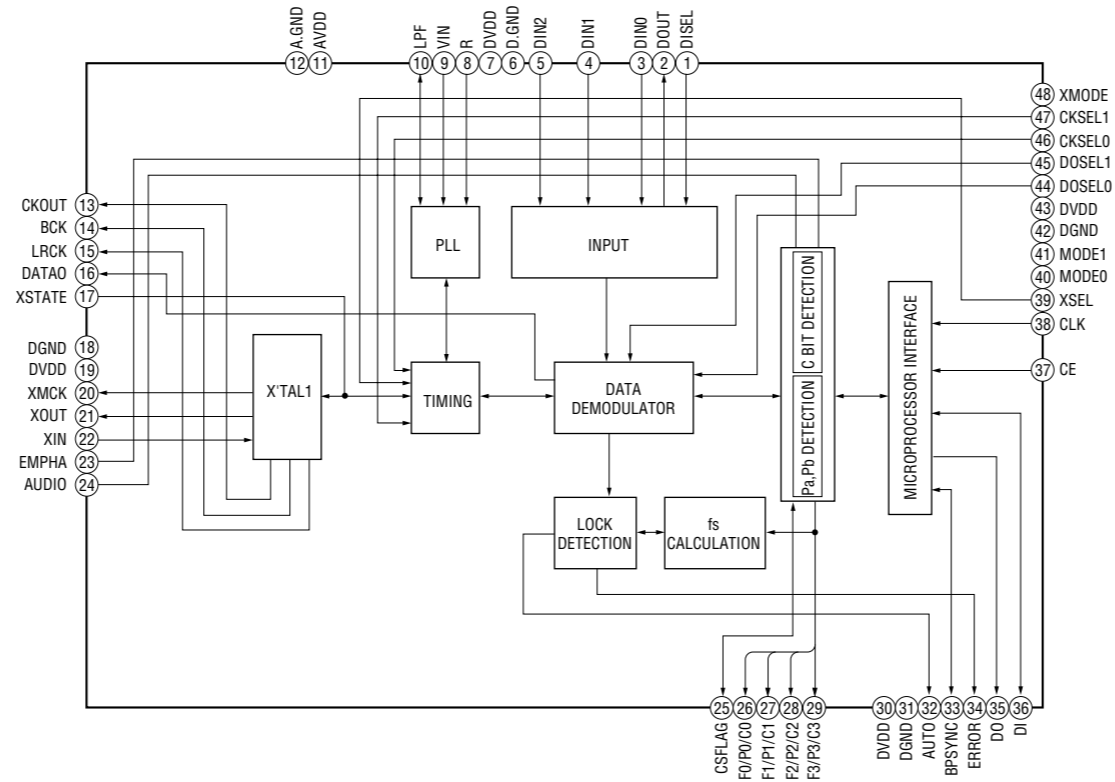 A.GND
AVDD
LPF
VIN
R
DVDD
D.GND
DIN2
DIN1
DIN0
DOUT
DISEL
12
11
10
9
8
7
6
5
4
3
2
1
48 XMODE
47 CKSEL1
46 CKSEL0
45 DOSEL1
44 DOSEL0
43 DVDD
42 DGND
41 MODE1
40 MODE0
39 XSEL
38 CLK
37 CE
CKOUT 13
BCK 14
LRCK 15
DATAO 16
XSTATE 17
DGND 18
DVDD 19
XMCK 20
XOUT 21
XIN 22
EMPHA 23
AUDIO 24
PLL
INPUT
X'TAL1
TIMING
DATA
DEMODULATOR
C BIT DETECTION
Pa,Pb DETECTION
MICROPROCESSOR INTERFACE
LOCK
DETECTION
fs
CALCULATION
25
26
27
28
29
30
31
32
33
34
35
36
CSFLAG
F0/P0/C0
F1/P1/C1
F2/P2/C2
F3/P3/C3
DVDD
DGND
AUTO
BPSYNC
ERROR
DO
DI